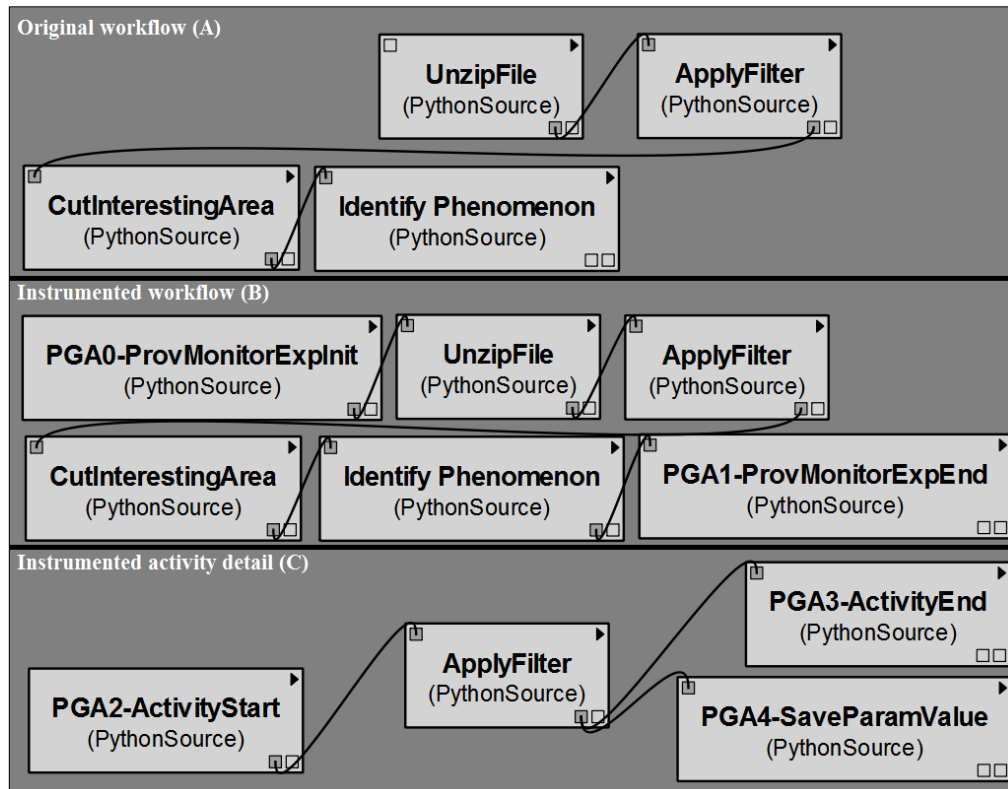 Original workflow (A)
UnzipFile
(PythonSource)
ApplyFilter
(PythonSource)
CutInterestingArea
(PythonSource)
Identify Phenomenon
(PythonSource)
Instrumented workflow (B)
PGA0-ProvMonitorExpInit
(PythonSource)
UnzipFile
(PythonSource)
ApplyFilter
(PythonSource)
CutInterestingArea
(PythonSource)
Identify Phenomenon
(PythonSource)
PGA1-ProvMonitorExpEnd
(PythonSource)
Instrumented activity detail (C)
PGA2-ActivityStart
(PythonSource)
ApplyFilter
(PythonSource)
PGA3-ActivityEnd
(PythonSource)
PGA4-SaveParamValue
(PythonSource)